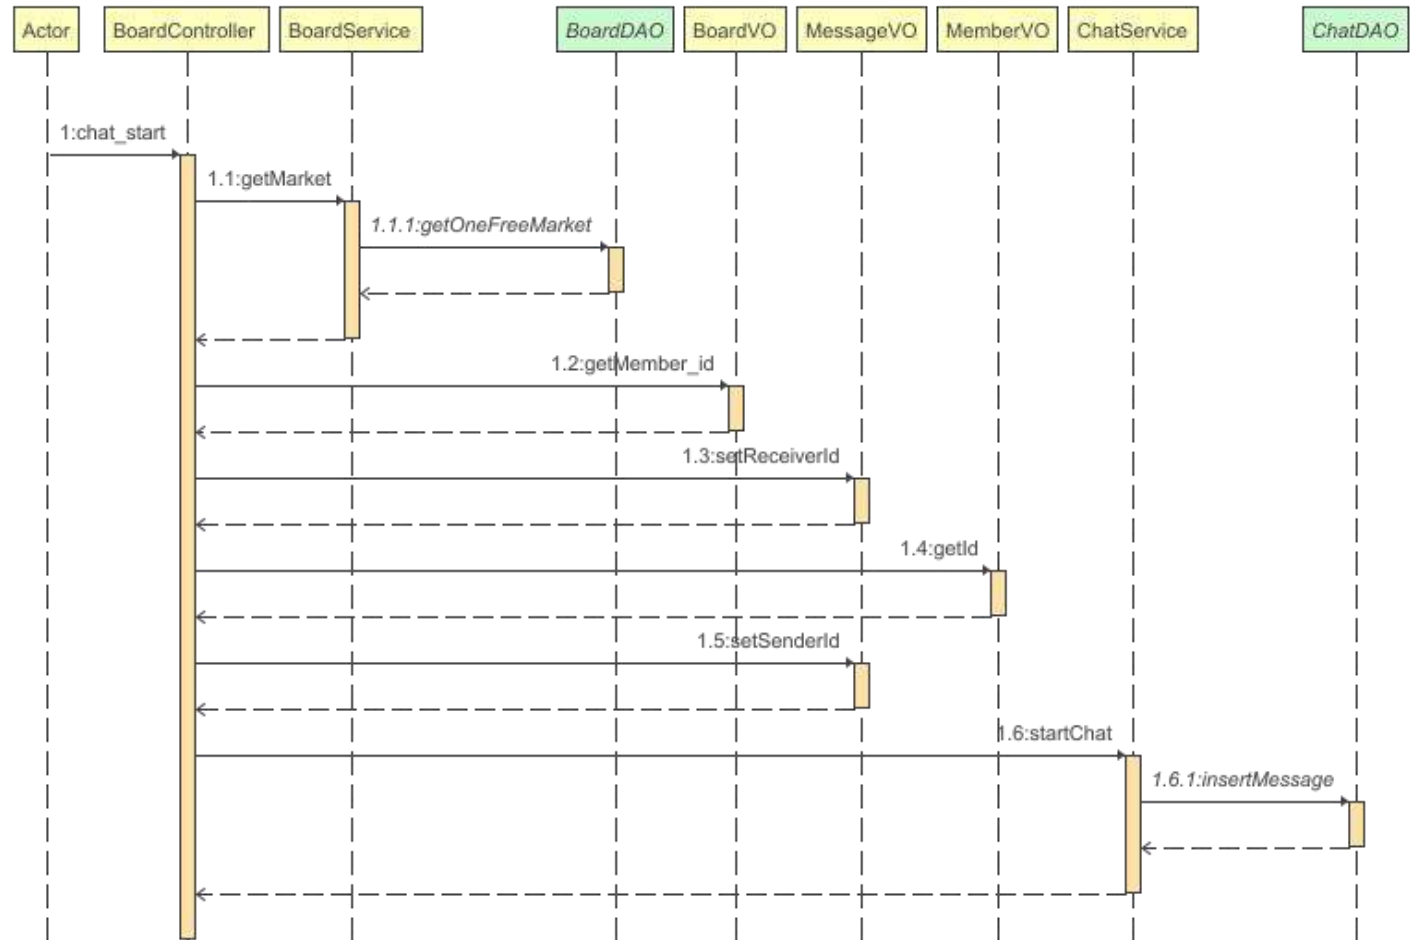 Actor
BoardController
BoardService
BoardDAO
BoardVO
MessageVO
MemberVO
ChatService
ChatDAO
1:chat_start
1.1:getMarket
1.1.1:getOneFreeMarket
1.2:getMember_id
1.3:setReceiverId
1.4:getId
1.5:setSenderId
1.6:startChat
1.6.1:insertMessage